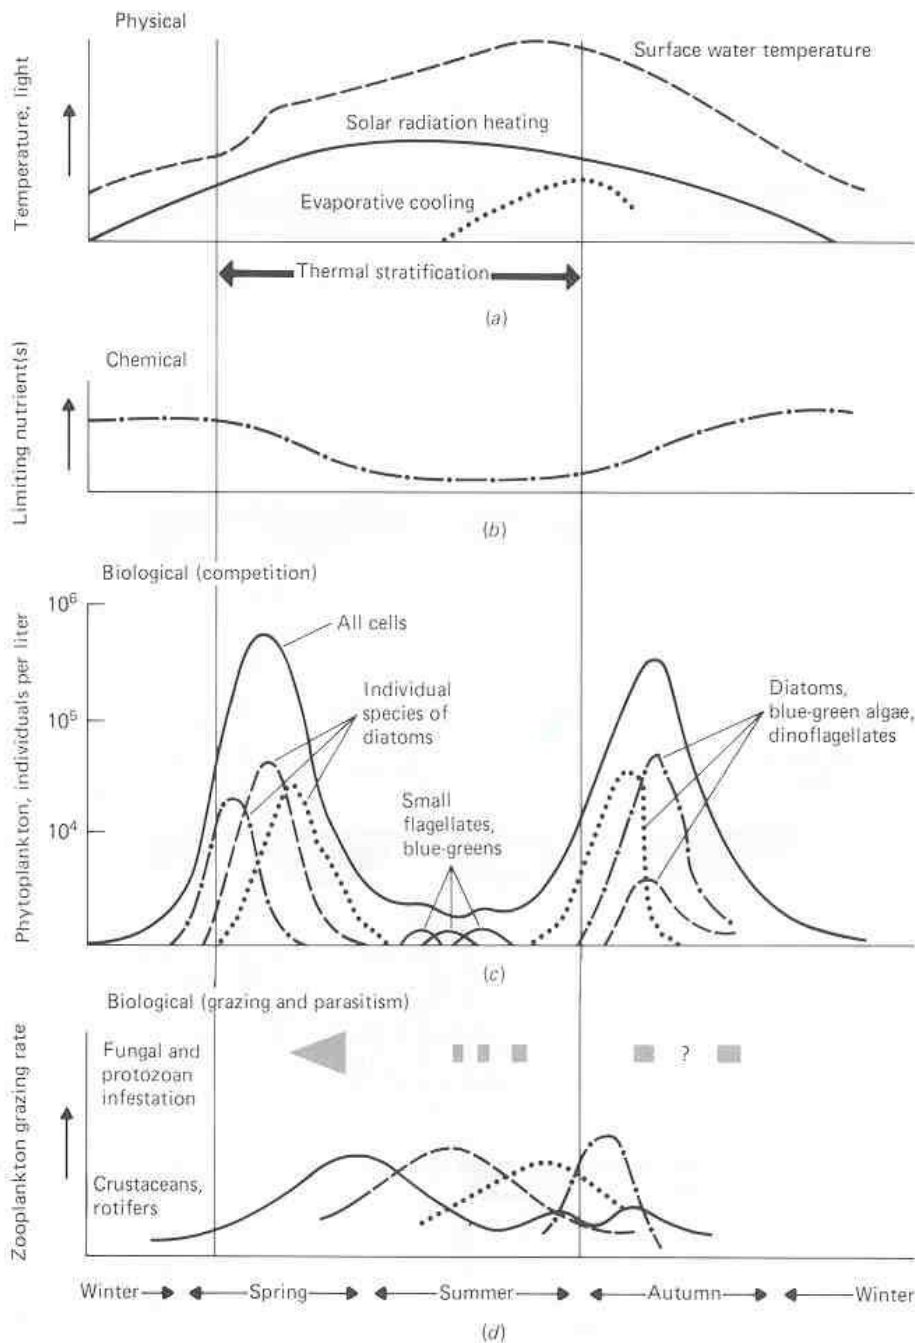 Physical
Temperature, light
Surface water temperature
Solar radiation heating
Evaporative cooling
Thermal stratification
(a)
Chemical
Limiting nutrient(s)
(b)
Biological (competition)
Phytoplankton, individuals per liter
10⁶
10⁵
10⁴
All cells
Individual
species of
diatoms
Small
flagellates,
blue-greens
Diatoms,
blue-green algae,
dinoflagellates
(c)
Biological (grazing and parasitism)
Zooplankton grazing rate
Fungal and
protozoan
infestation
?
Crustaceans,
rotifers
Winter Spring Summer Autumn Winter
(d)